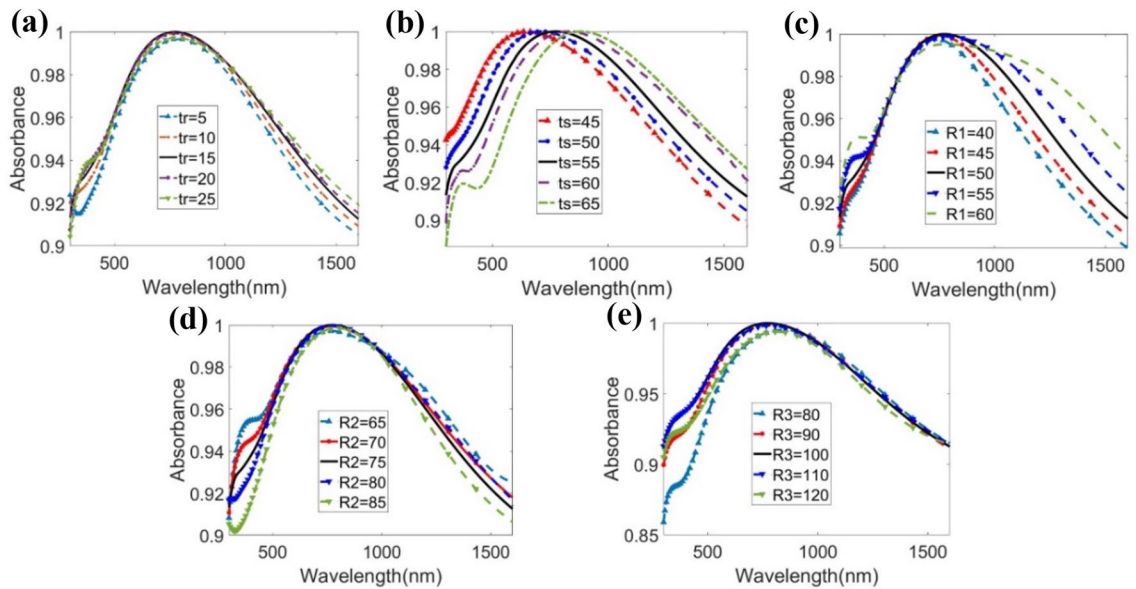 (a)
1
0.98
0.96
0.94
0.92
0.9
Absorbance
tr=5
tr=10
tr=15
tr=20
tr=25
500
1000
1500
Wavelength(nm)
(b)
1
0.98
0.96
0.94
0.92
0.9
Absorbance
ts=45
ts=50
ts=55
ts=60
ts=65
500
1000
1500
Wavelength(nm)
(c)
1
0.98
0.96
0.94
0.92
0.9
Absorbance
R1=40
R1=45
R1=50
R1=55
R1=60
500
1000
1500
Wavelength(nm)
(d)
1
0.98
0.96
0.94
0.92
0.9
Absorbance
R2=65
R2=70
R2=75
R2=80
R2=85
500
1000
1500
Wavelength(nm)
(e)
1
0.95
0.9
0.85
Absorbance
R3=80
R3=90
R3=100
R3=110
R3=120
500
1000
1500
Wavelength(nm)